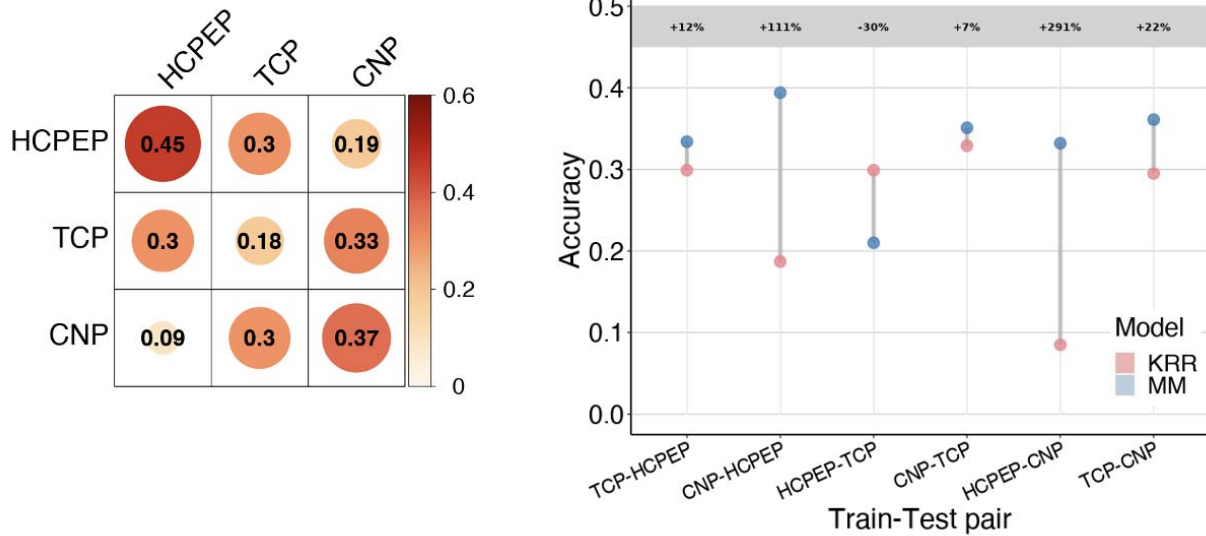 HCPEP TCP CNP
HCPEP 0.45 0.3 0.19
TCP 0.3 0.18 0.33
CNP 0.09 0.3 0.37
0.6
0.4
0.2
0
Accuracy
0.5
0.4
0.3
0.2
0.1
0.0
+12% +111% -30% +7% +291% +22%
Model
KRR
MM
TCP-HCPEP CNP-HCPEP HCPEP-TCP CNP-TCP HCPEP-CNP TCP-CNP
Train-Test pair